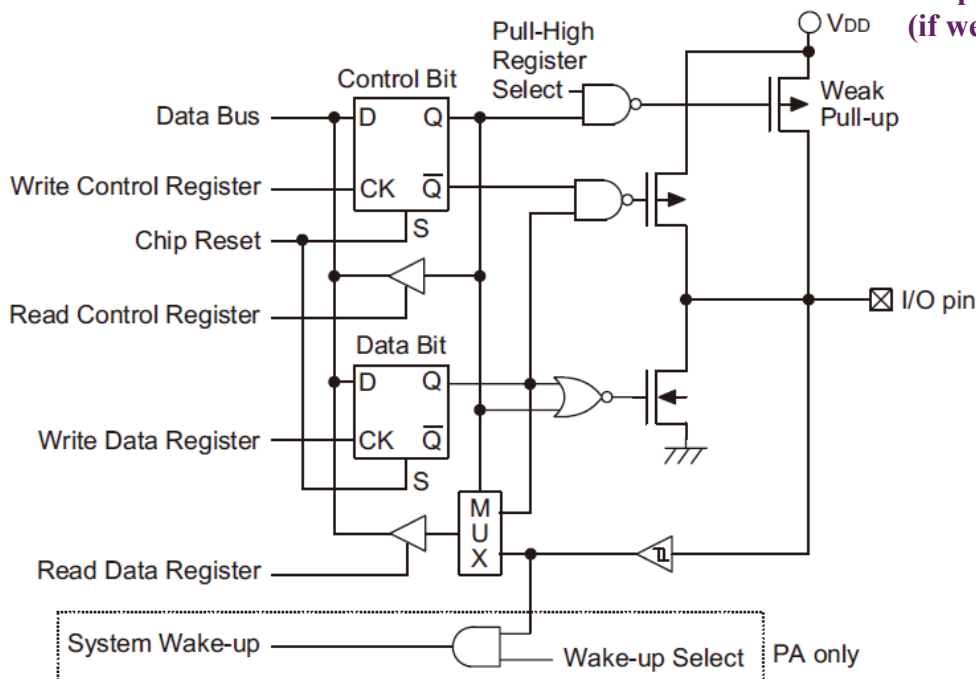 (if we
VDD
Pull-High
Register
Select
Control Bit
Weak
Pull-up
Data Bus
D
Q
Write Control Register
CK
Q̅
S
Chip Reset
I/O pin
Read Control Register
Data Bit
D
Q
Write Data Register
CK
Q̅
S
M
U
X
Read Data Register
System Wake-up
Wake-up Select
PA only